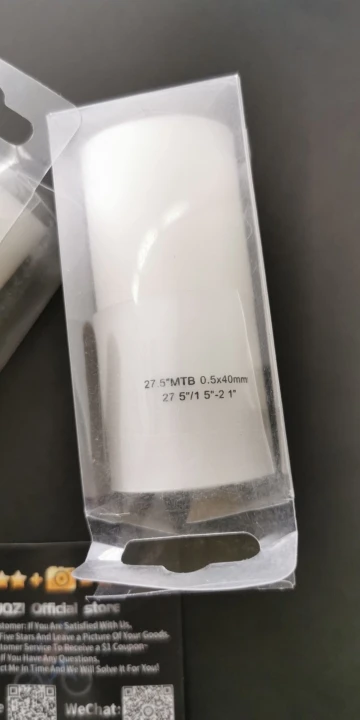 27.5"MTB 0.5x40mm
27.5"/1.5"-2.1"
Official store
If You Are Satisfied With Us,
Five Stars And Leave a Picture Of Your Goods,
Service To Receive a $1 Coupon~
If You Have Any Questions,
Me In Time And We Will Solve It For You!
WeChat: